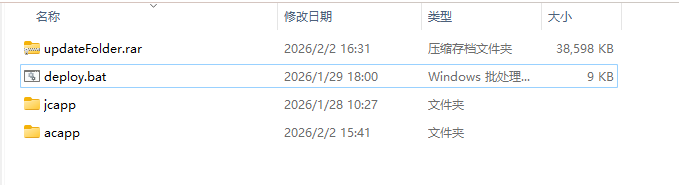 名称 修改日期 类型 大小
updateFolder.rar 2026/2/2 16:31 压缩存档文件夹 38,598 KB
deploy.bat 2026/1/29 18:00 Windows 批处理... 9 KB
jcapp 2026/1/28 10:27 文件夹
acapp 2026/2/2 15:41 文件夹